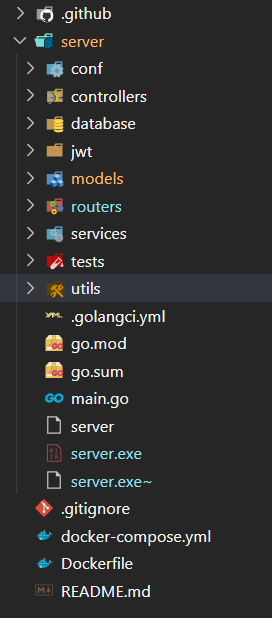 .github
server
conf
controllers
database
jwt
models
routers
services
tests
utils
.golangci.yml
go.mod
go.sum
main.go
server
server.exe
server.exe~
.gitignore
docker-compose.yml
Dockerfile
README.md